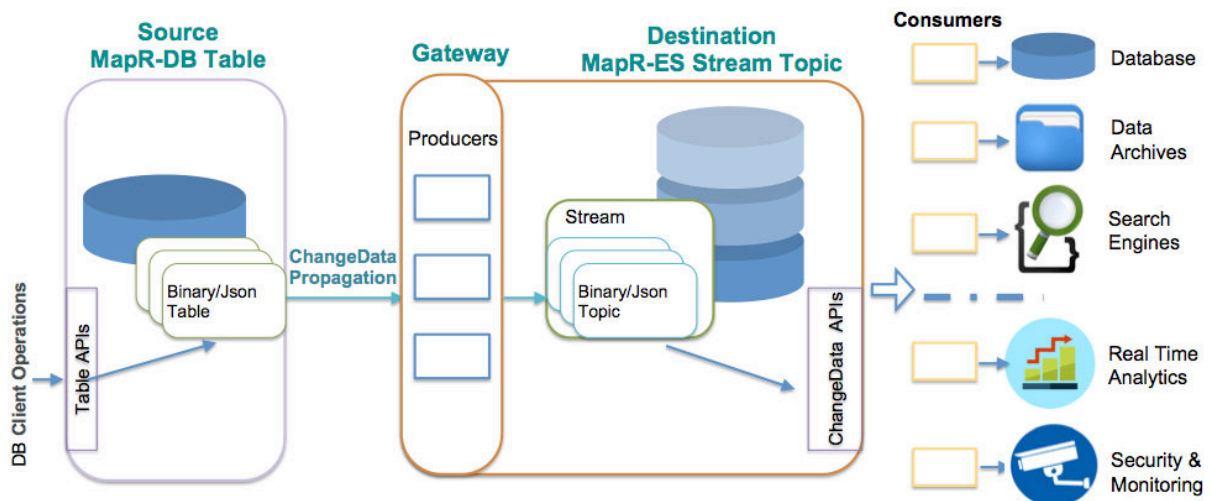 Source
MapR-DB Table
Gateway
Destination
MapR-ES Stream Topic
Consumers
DB Client Operations
Table APIs
Binary/Json
Table
ChangeData
Propagation
Producers
Stream
Binary/Json
Topic
ChangeData APIs
Database
Data
Archives
Search
Engines
Real Time
Analytics
Security &
Monitoring